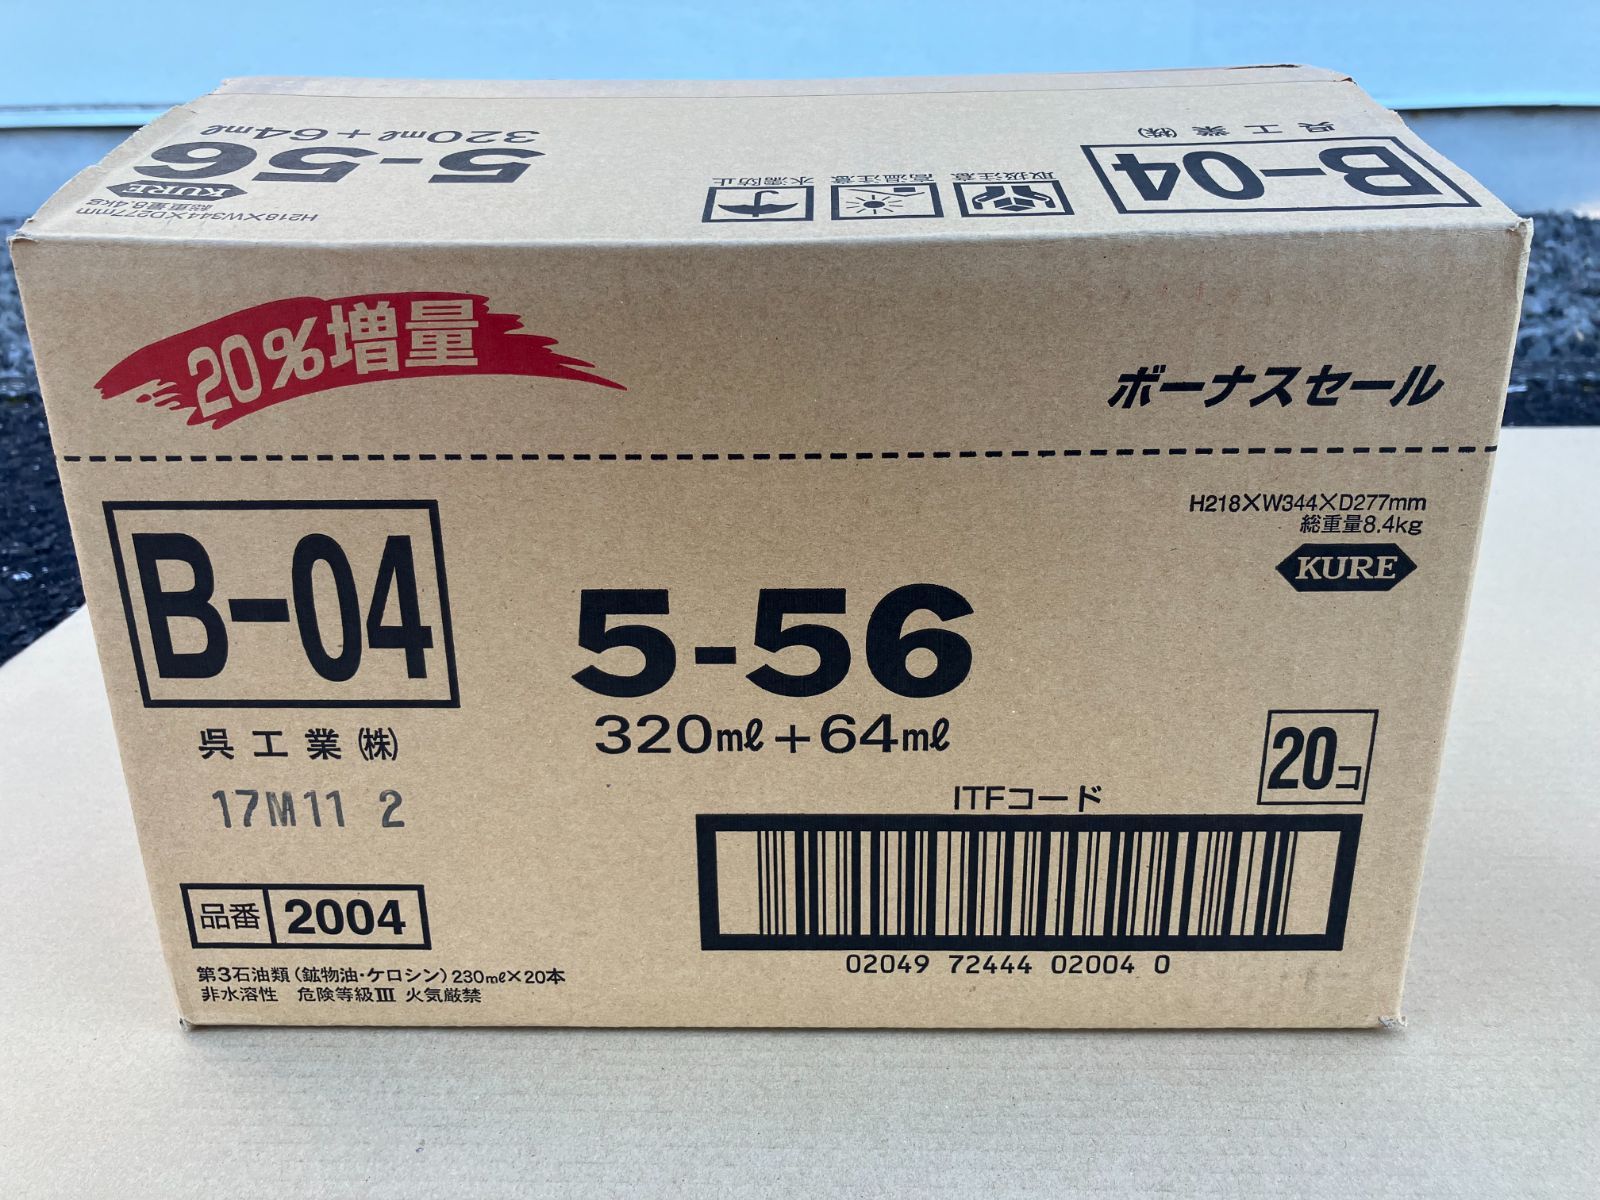 320ml+64ml
5-56
KURE
総重量8.4kg
H218×W344×D277mm
呉工業(株)
B-04
取扱注意
高温注意
水濡防止
20%増量
ボーナスセール
H218×W344×D277mm
総重量8.4kg
KURE
B-04
5-56
320ml+64ml
呉工業(株)
17M11 2
20コ
ITFコード
02049 72444 02004 0
品番 2004
第3石油類(鉱物油・ケロシン)230ml×20本
非水溶性 危険等級III 火気厳禁